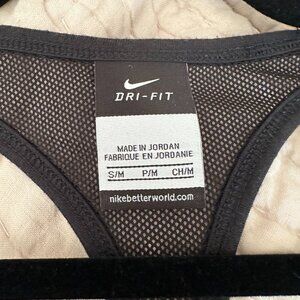 DRI-FIT
MADE IN JORDAN
FABRIQUE EN JORDANIE
S/M P/M CH/M
nikebetterworld.com